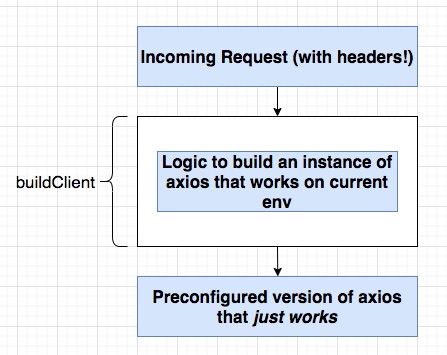 Incoming Request (with headers!)
buildClient
Logic to build an instance of
axios that works on current
env
Preconfigured version of axios
that just works